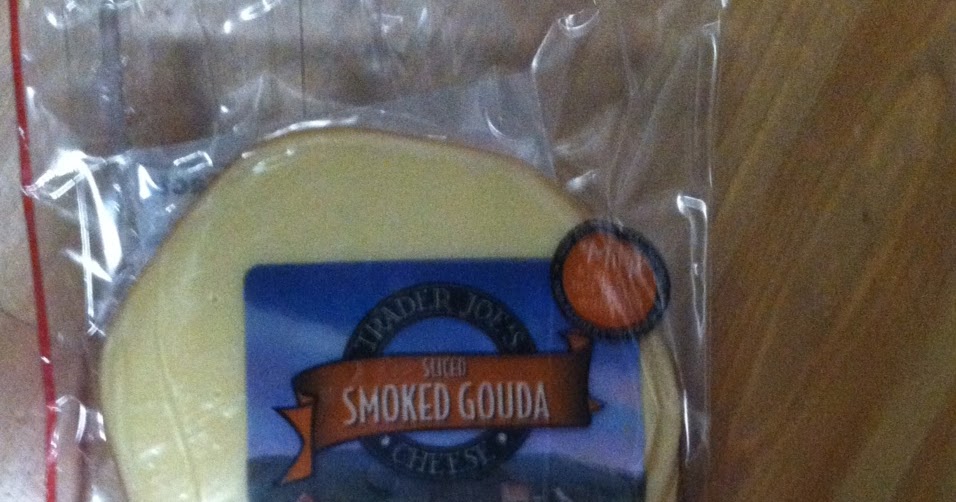 TRADER JOE'S
SLICED
SMOKED GOUDA
CHEESE